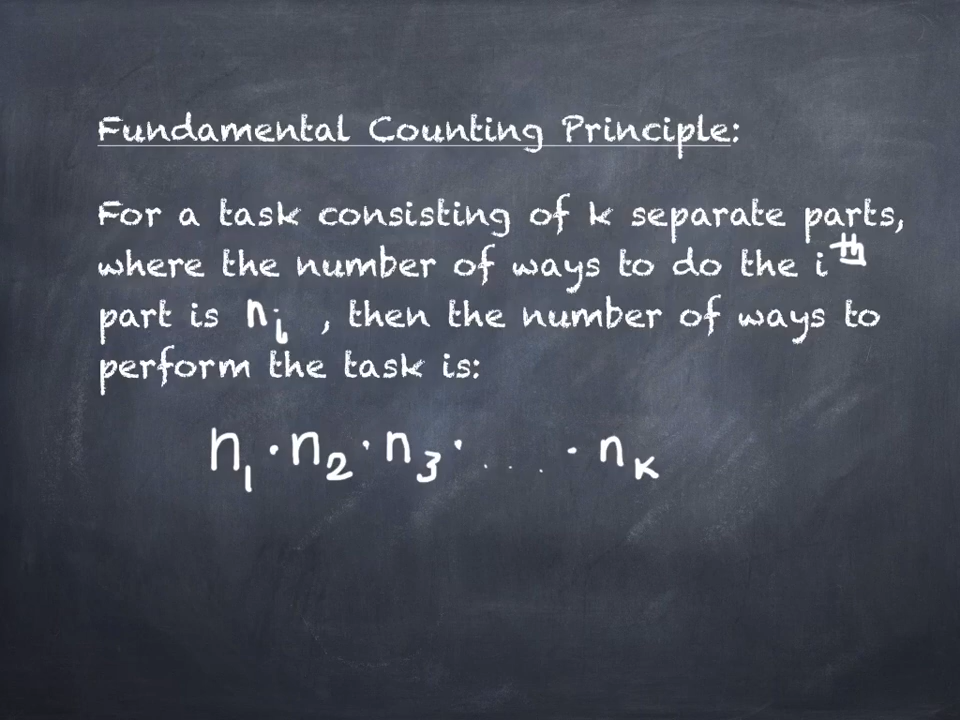 Fundamental Counting Principle:
For a task consisting of k separate parts,
where the number of ways to do the i th
part is nᵢ , then the number of ways to
perform the task is:
n₁ · n₂ · n₃ · . . . · nₖ